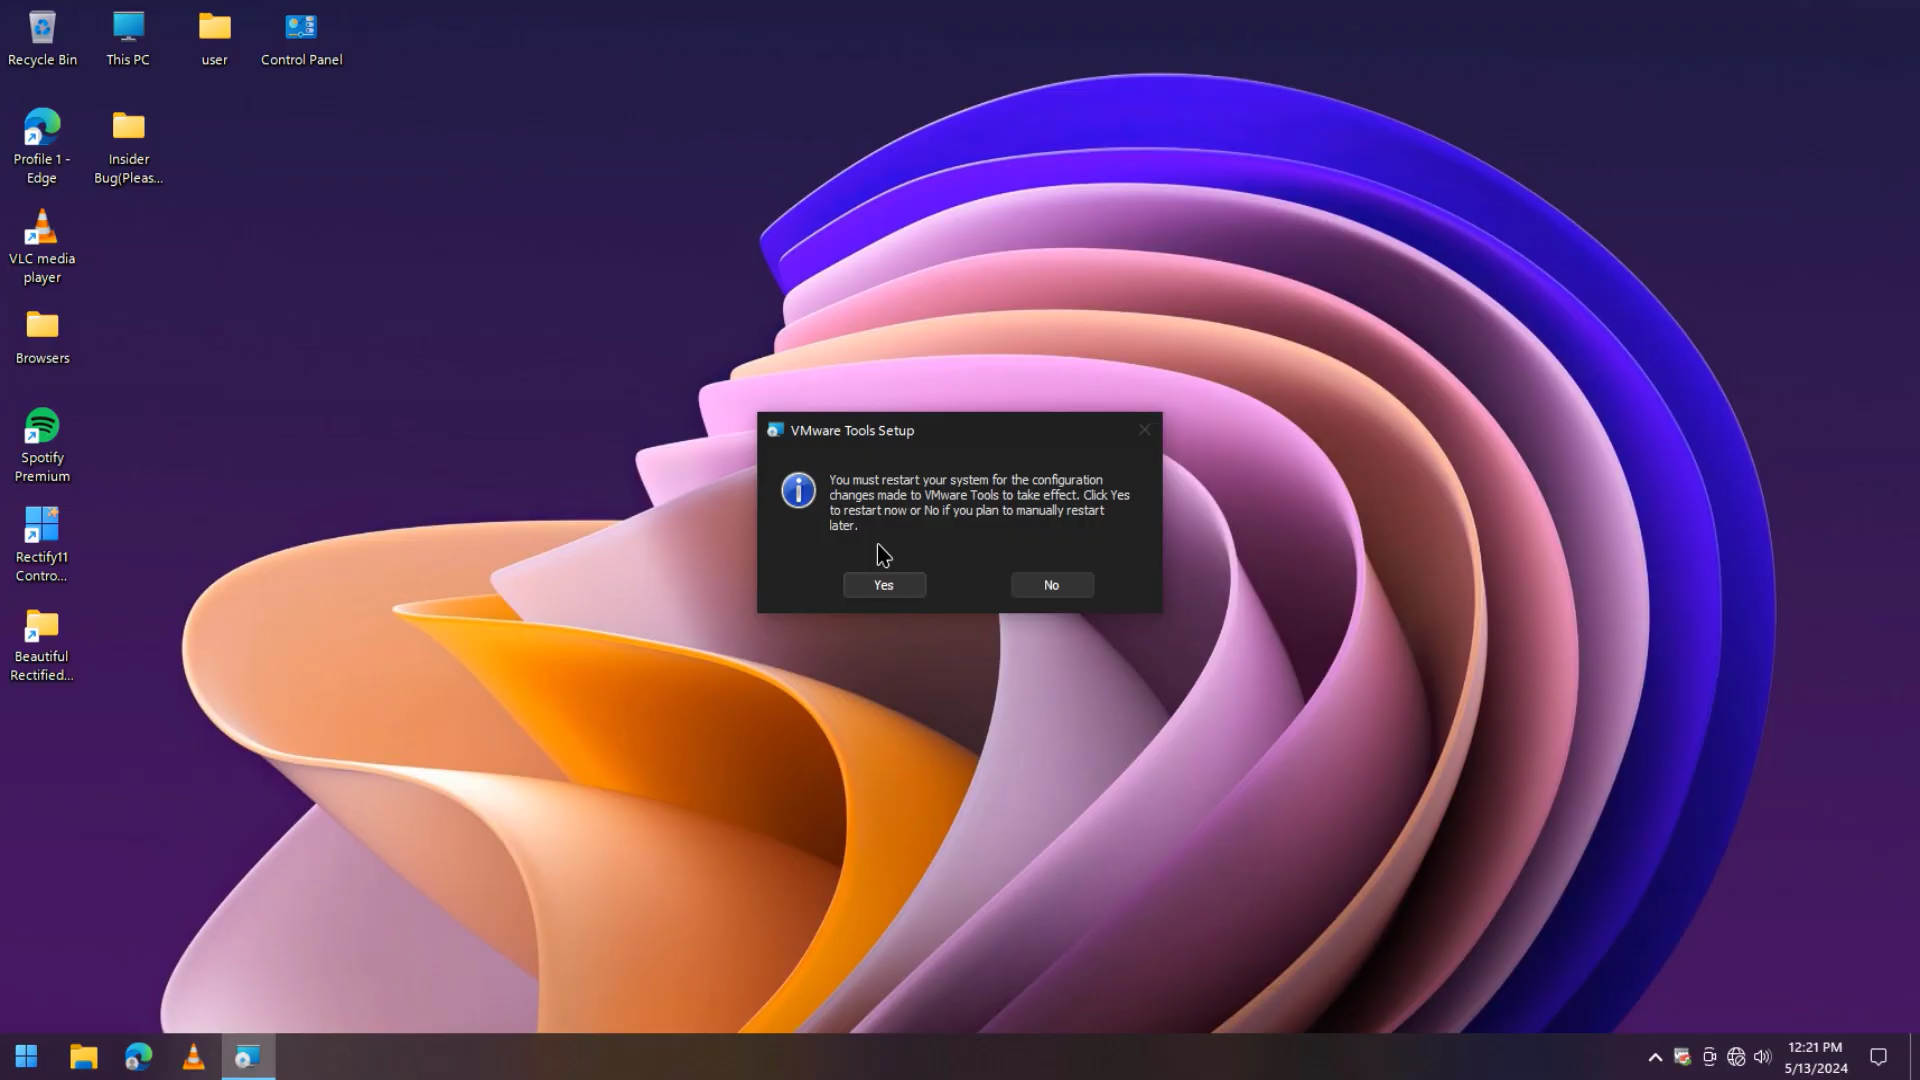 Recycle Bin
This PC
user
Control Panel
Profile 1 -
Edge
Insider
Bug(Pleas...
VLC media
player
Browsers
Spotify
Premium
Rectify11
Contro...
Beautiful
Rectified...
VMware Tools Setup
You must restart your system for the configuration
changes made to VMware Tools to take effect. Click Yes
to restart now or No if you plan to manually restart
later.
Yes
No
12:21 PM
5/13/2024